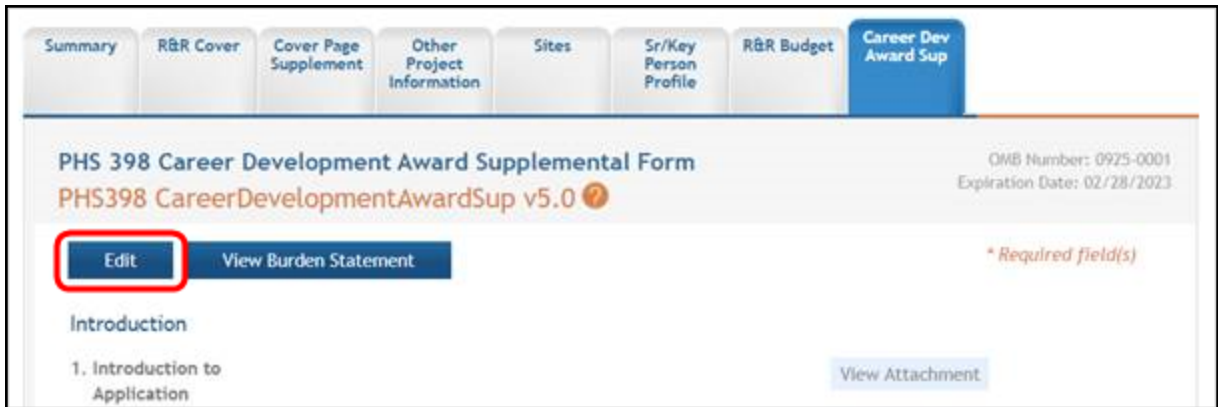 Summary
R&R Cover
Cover Page
Supplement
Other
Project
Information
Sites
Sr/Key
Person
Profile
R&R Budget
Career Dev
Award Sup
PHS 398 Career Development Award Supplemental Form
OMB Number: 0925-0001
PHS398 CareerDevelopmentAwardSup v5.0 ?
Expiration Date: 02/28/2023
Edit
View Burden Statement
* Required field(s)
Introduction
1. Introduction to
Application
View Attachment